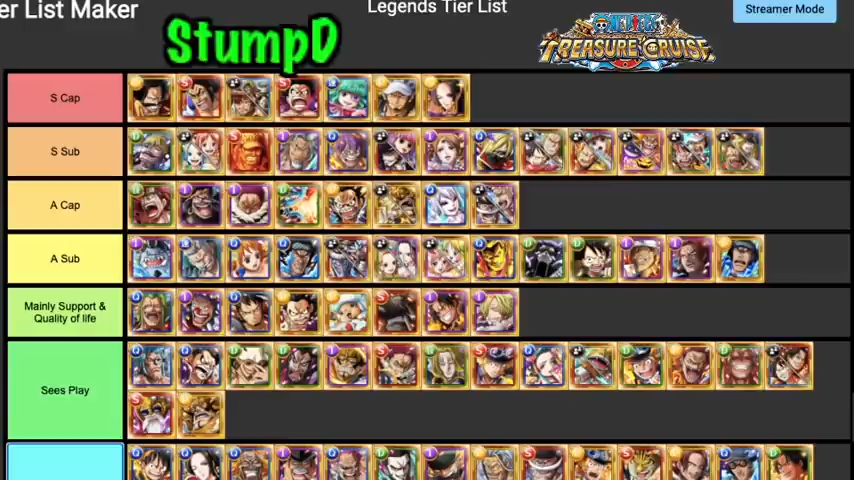 er List Maker
StumpD
Legends Tier List
ONE PIECE
TREASURE CRUISE
Streamer Mode
S Cap
S Sub
A Cap
A Sub
Mainly Support &
Quality of life
Sees Play